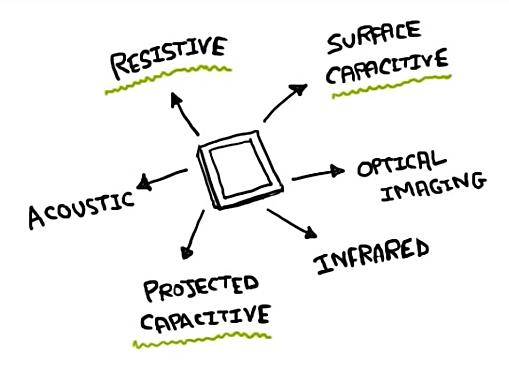 RESISTIVE
SURFACE
CAPACITIVE
ACOUSTIC
OPTICAL
IMAGING
PROJECTED
CAPACITIVE
INFRARED